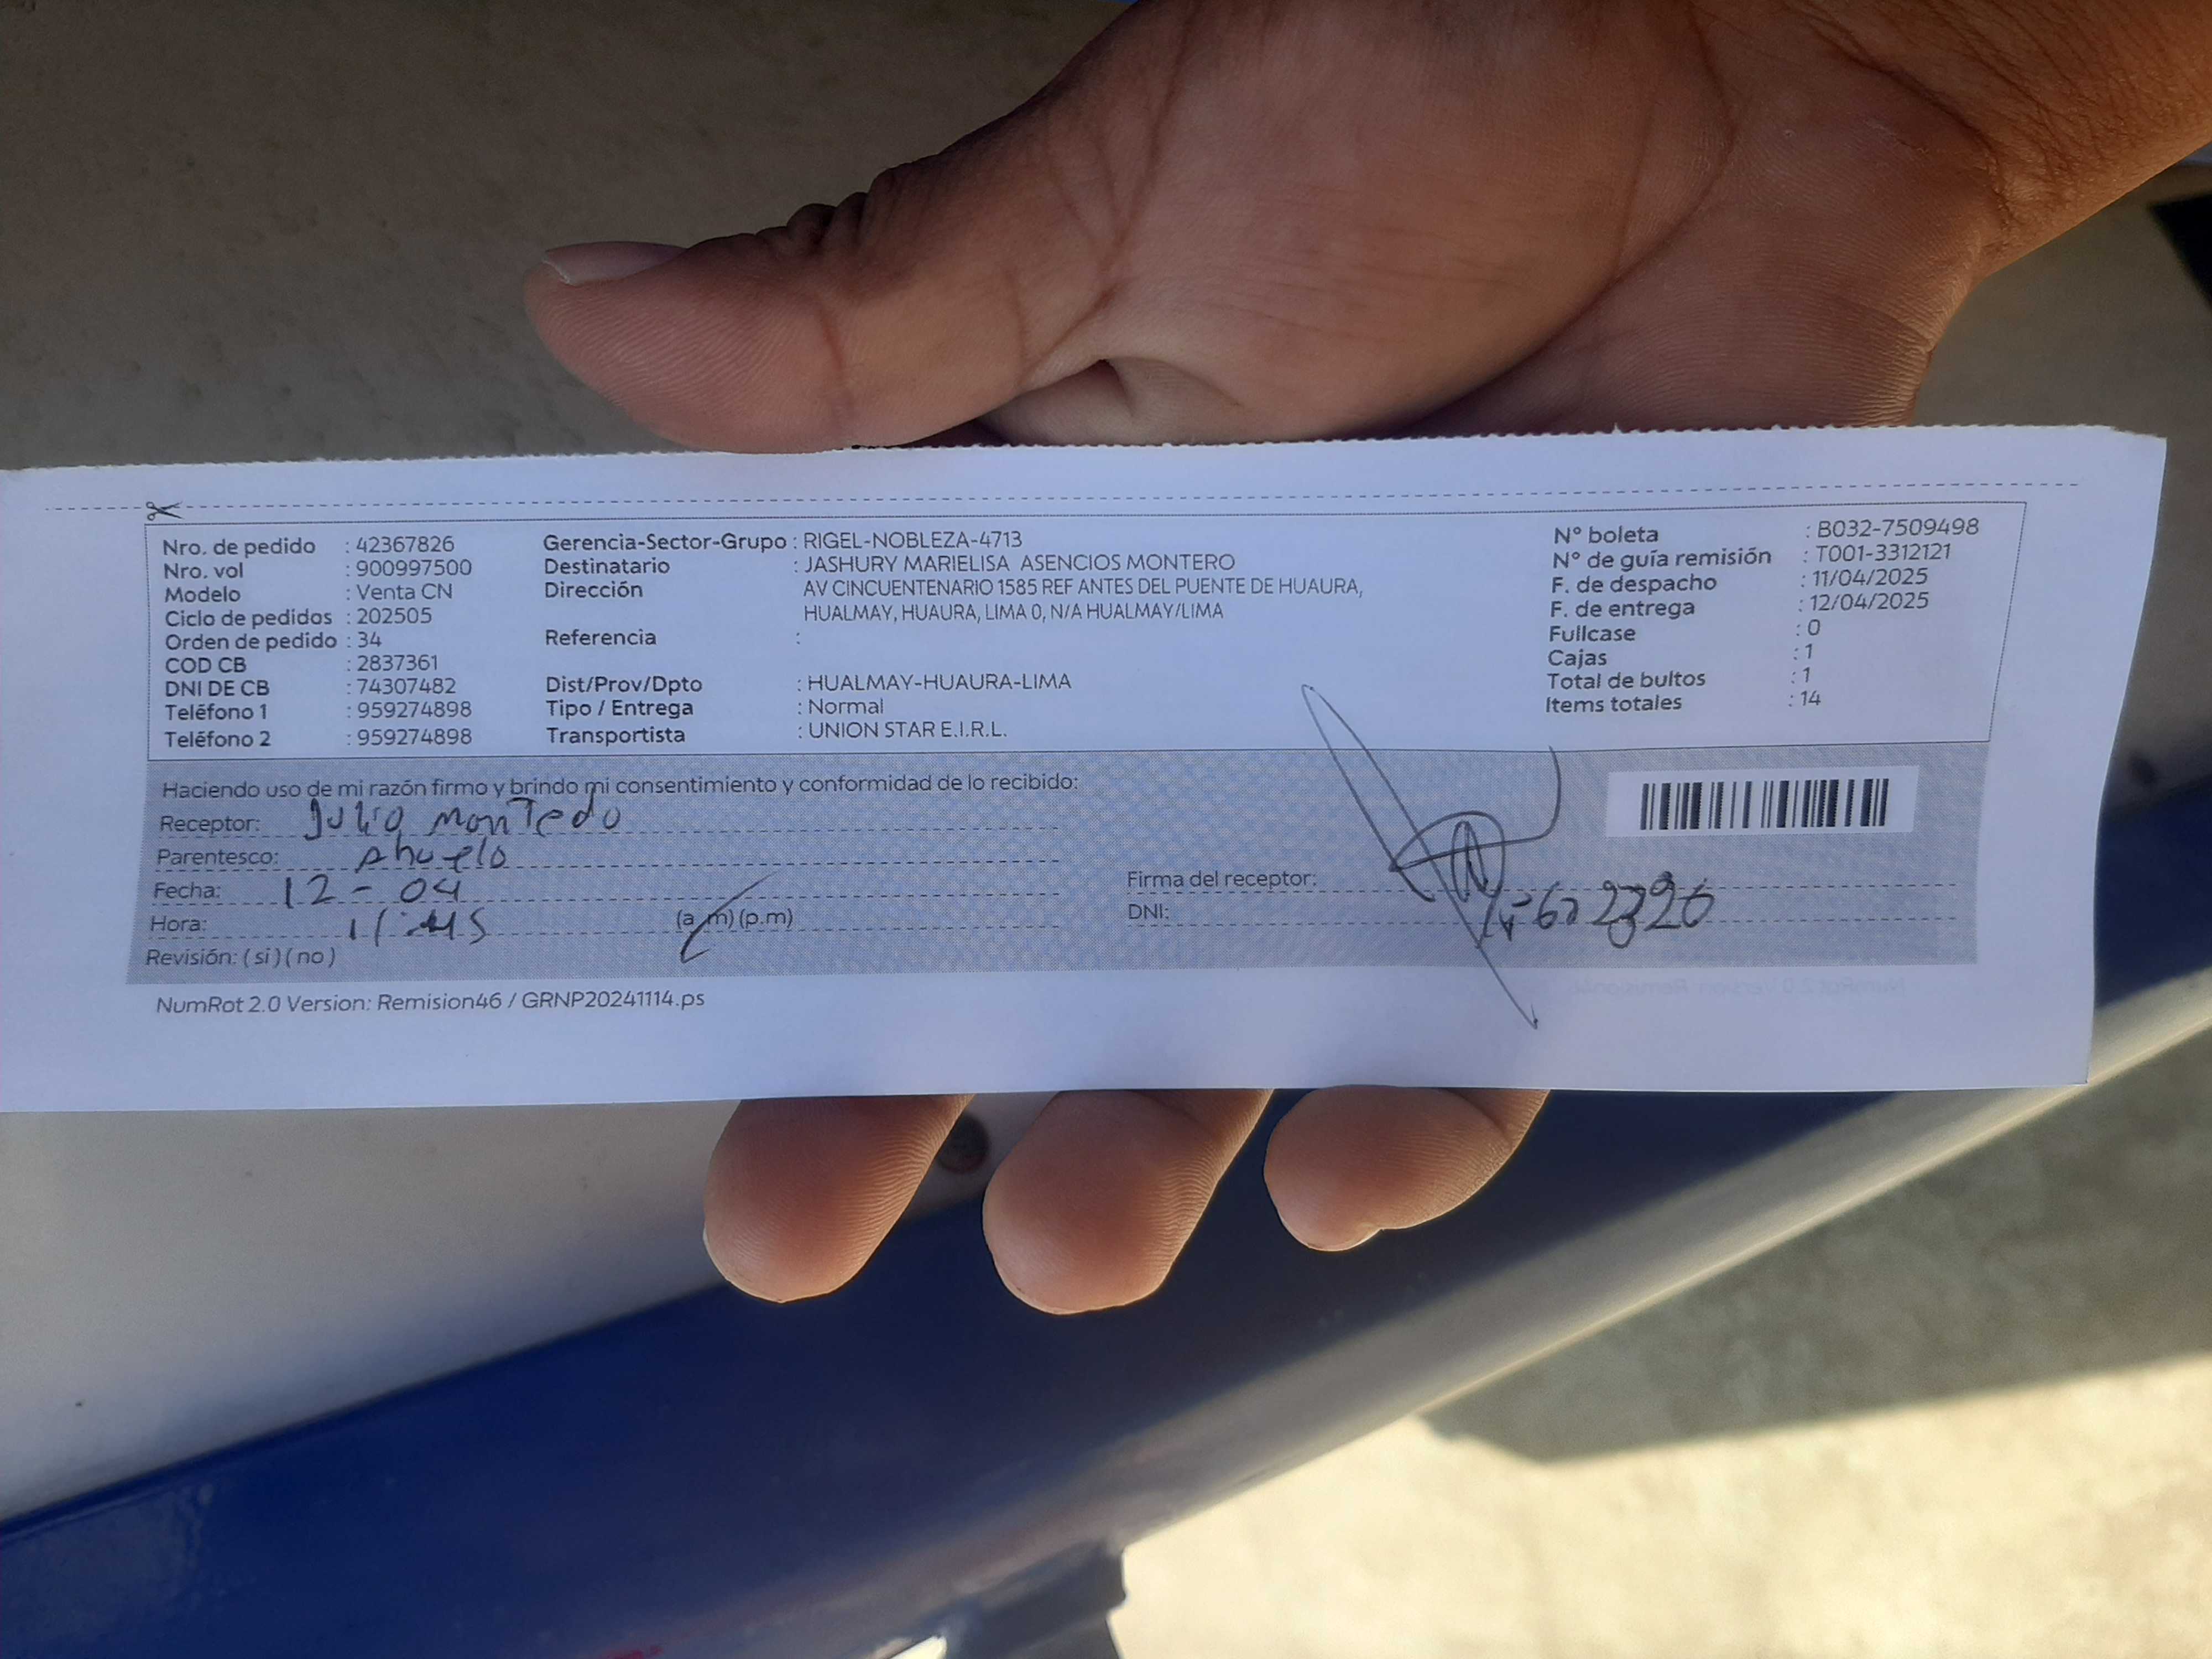 Nro. de pedido : 42367826 Gerencia-Sector-Grupo : RIGEL-NOBLEZA-4713 Nº boleta : B032-7509498
Nro. vol : 900997500 Destinatario : JASHURY MARIELISA ASENCIOS MONTERO Nº de guía remisión : T001-3312121
Modelo : Venta CN Dirección AV CINCUENTENARIO 1585 REF ANTES DEL PUENTE DE HUAURA, F. de despacho : 11/04/2025
Ciclo de pedidos : 202505 HUALMAY, HUAURA, LIMA 0, N/A HUALMAY/LIMA F. de entrega : 12/04/2025
Orden de pedido : 34 Referencia : Fullcase : 0
COD CB : 2837361 Cajas : 1
DNI DE CB : 74307482 Dist/Prov/Dpto : HUALMAY-HUAURA-LIMA Total de bultos : 1
Teléfono 1 : 959274898 Tipo / Entrega : Normal Items totales : 14
Teléfono 2 : 959274898 Transportista : UNION STAR E.I.R.L.
Haciendo uso de mi razón firmo y brindo mi consentimiento y conformidad de lo recibido:
Receptor: Julio
Parentesco: Abuelo
Fecha: 12-04 Firma del receptor:
Hora: 11:45 (a.m) (p.m) DNI:
Revisión: ( si ) ( no )
NumRot 2.0 Version: Remision46 / GRNP20241114.ps